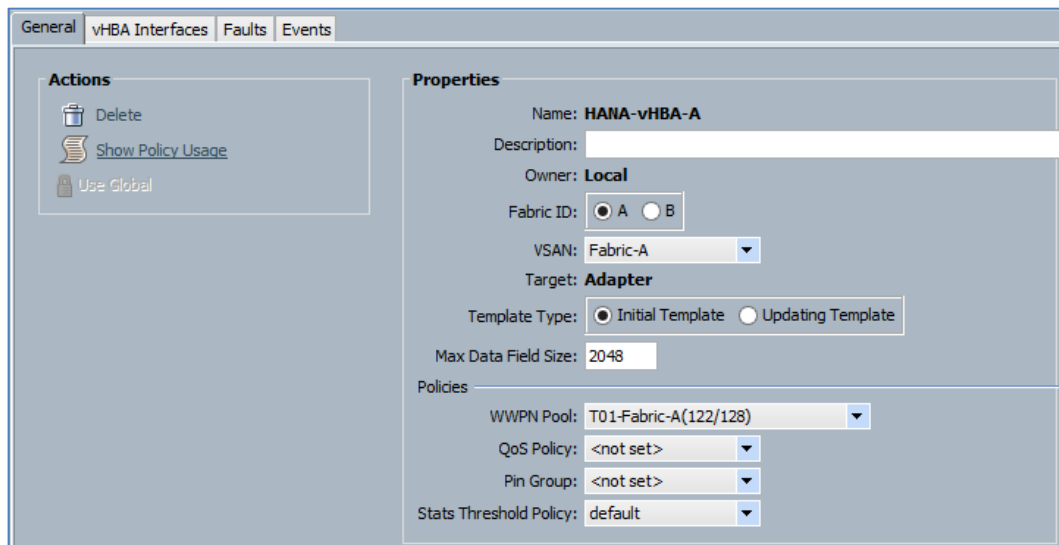 General vHBA Interfaces Faults Events
Actions
Delete
Show Policy Usage
Use Global
Properties
Name: HANA-vHBA-A
Description:
Owner: Local
Fabric ID: A B
VSAN: Fabric-A
Target: Adapter
Template Type: Initial Template Updating Template
Max Data Field Size: 2048
Policies
WWPN Pool: T01-Fabric-A(122/128)
QoS Policy: <not set>
Pin Group: <not set>
Stats Threshold Policy: default